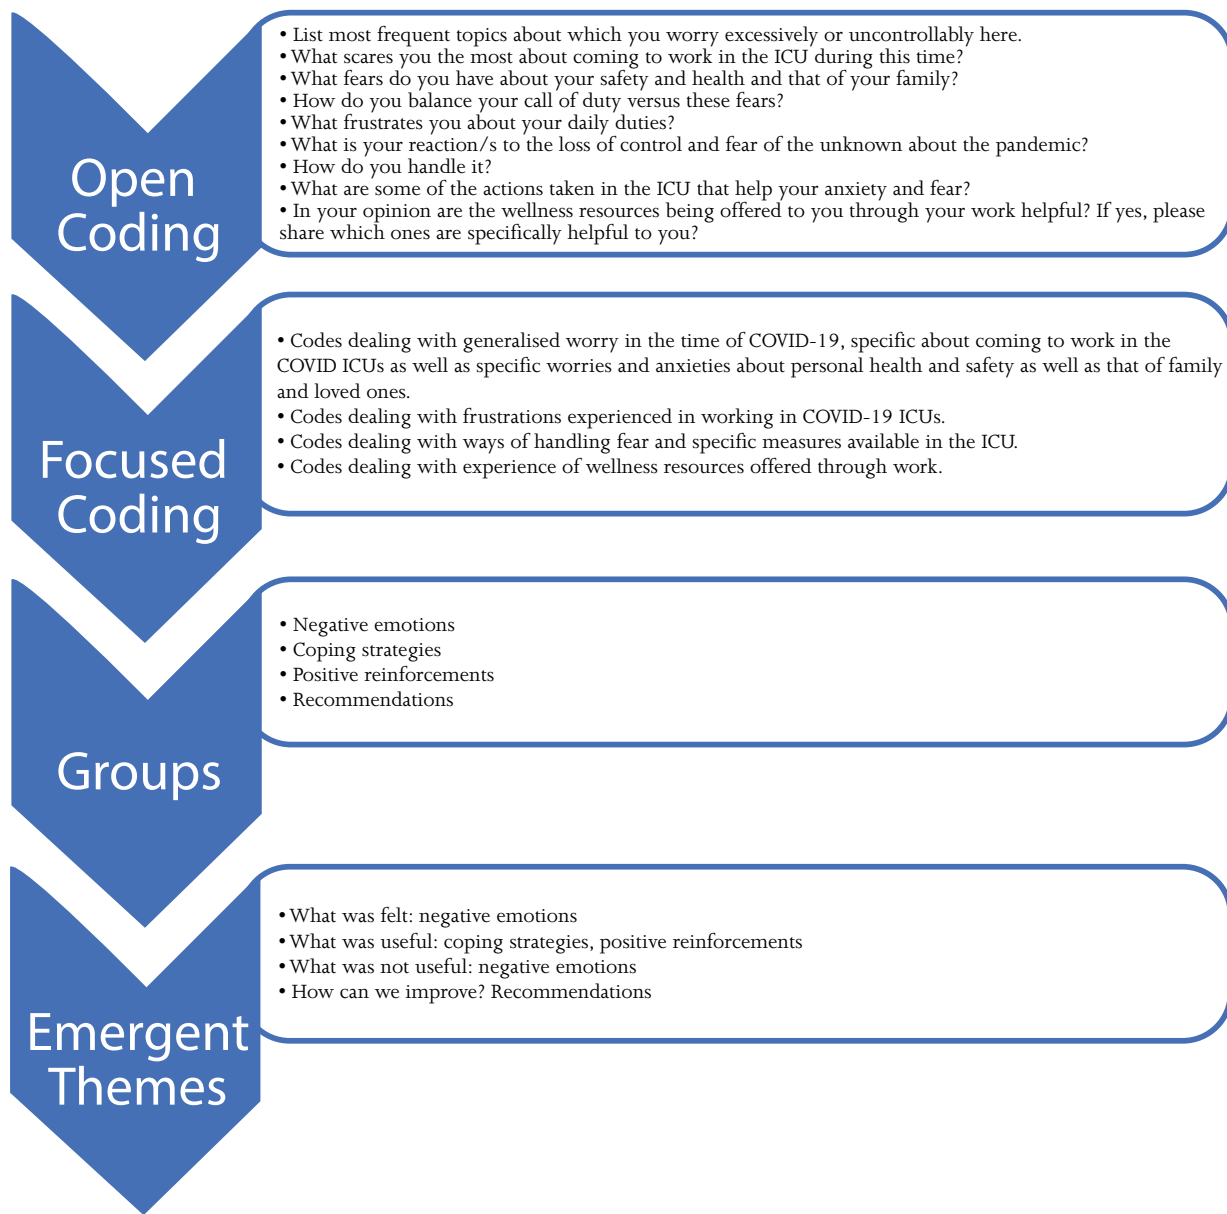 Open
Coding
• List most frequent topics about which you worry excessively or uncontrollably here.
• What scares you the most about coming to work in the ICU during this time?
• What fears do you have about your safety and health and that of your family?
• How do you balance your call of duty versus these fears?
• What frustrates you about your daily duties?
• What is your reaction/s to the loss of control and fear of the unknown about the pandemic?
• How do you handle it?
• What are some of the actions taken in the ICU that help your anxiety and fear?
• In your opinion are the wellness resources being offered to you through your work helpful? If yes, please
share which ones are specifically helpful to you?
Focused
Coding
• Codes dealing with generalised worry in the time of COVID-19, specific about coming to work in the
COVID ICUs as well as specific worries and anxieties about personal health and safety as well as that of family
and loved ones.
• Codes dealing with frustrations experienced in working in COVID-19 ICUs.
• Codes dealing with ways of handling fear and specific measures available in the ICU.
• Codes dealing with experience of wellness resources offered through work.
Groups
• Negative emotions
• Coping strategies
• Positive reinforcements
• Recommendations
Emergent
Themes
• What was felt: negative emotions
• What was useful: coping strategies, positive reinforcements
• What was not useful: negative emotions
• How can we improve? Recommendations